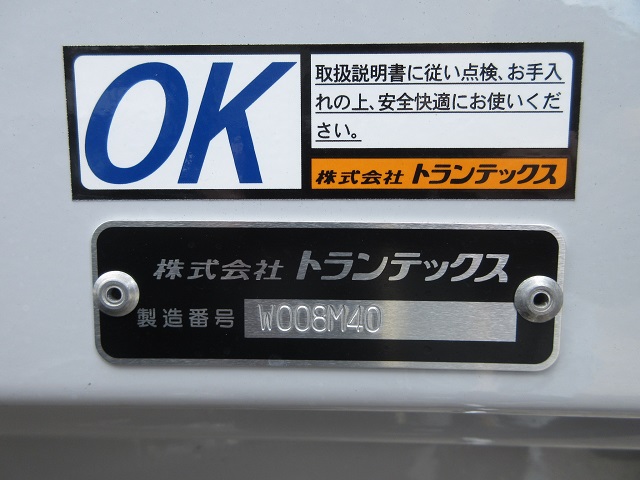 OK
取扱説明書に従い点検、お手入
れの上、安全快適にお使いくだ
さい。
株式会社 トランテックス
株式会社 トランテックス
製造番号 W008M40